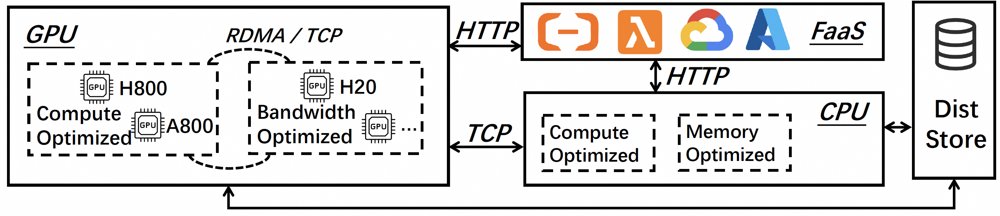 GPU
RDMA / TCP
GPU
H800
Compute
Optimized
GPU
A800
GPU
H20
Bandwidth
Optimized
GPU
...
HTTP
FaaS
HTTP
TCP
CPU
Compute
Optimized
Memory
Optimized
Dist
Store